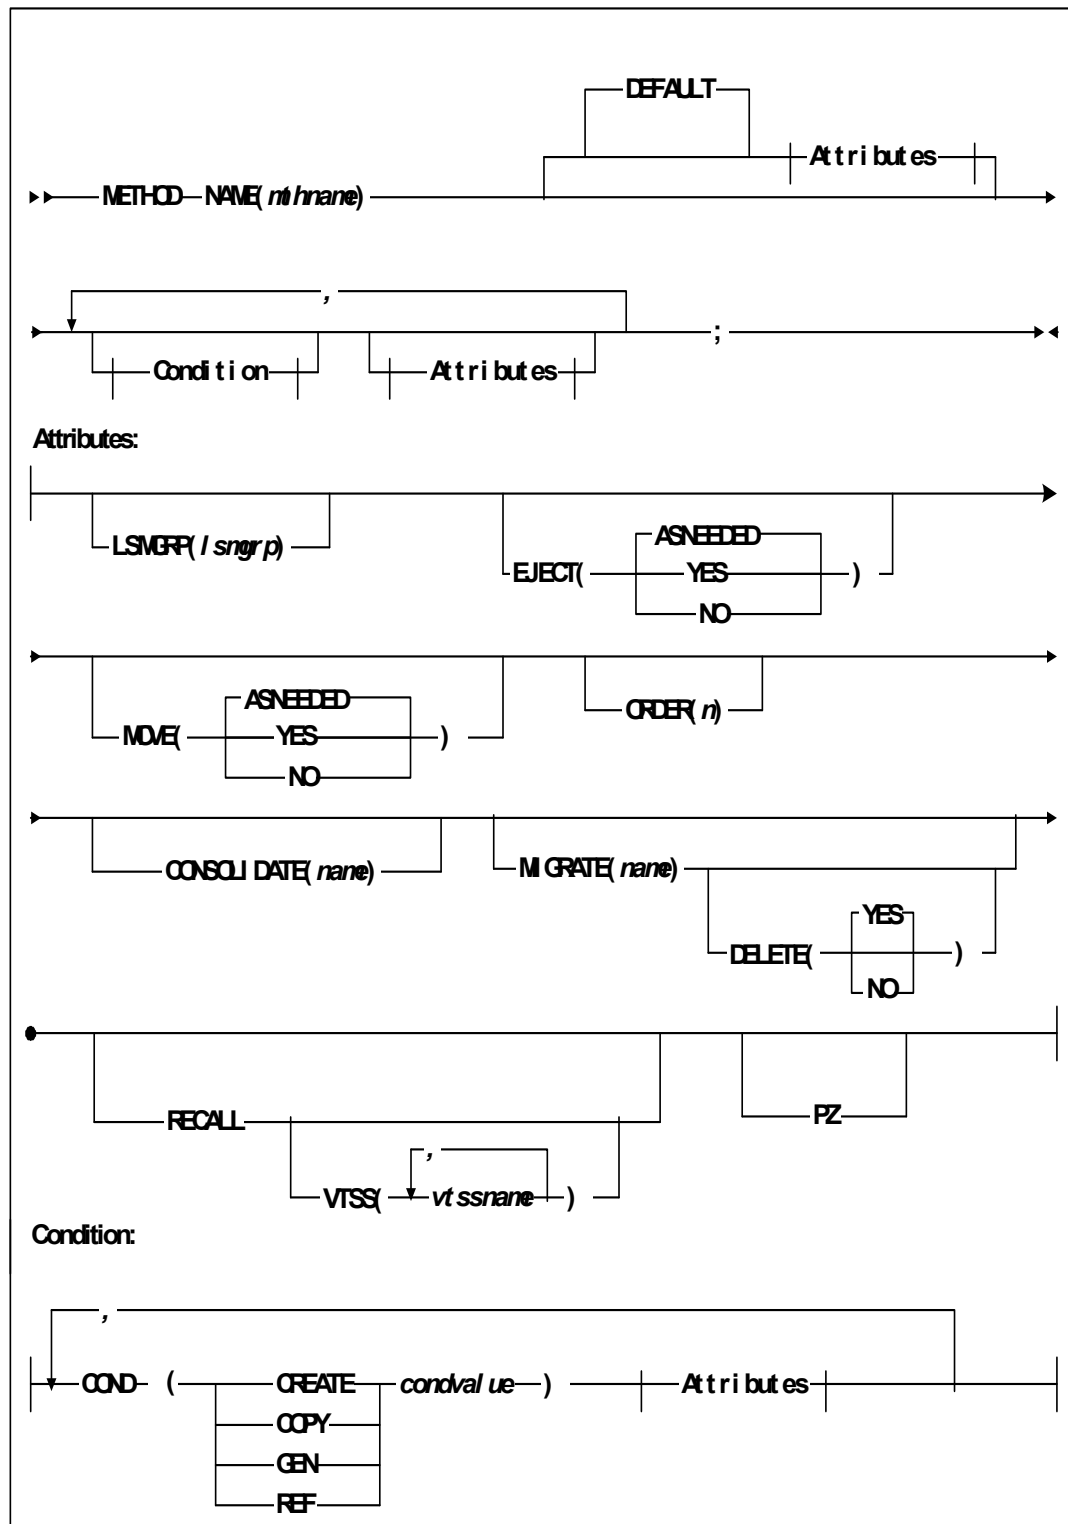 DEFAULT
Attributes
METHOD NAME(mthname)
,
;
Condition Attributes
Attributes:
LSMGRP(lsmgrp) EJECT( ASNEEDED YES NO )
MOVE( ASNEEDED YES NO ) ORDER(n)
CONSOLIDATE(name) MIGRATE(name)
DELETE( YES NO )
RECALL PZ
VTSS( , vtssname )
Condition:
,
COND ( CREATE condvalue ) Attributes
COPY
GEN
REF